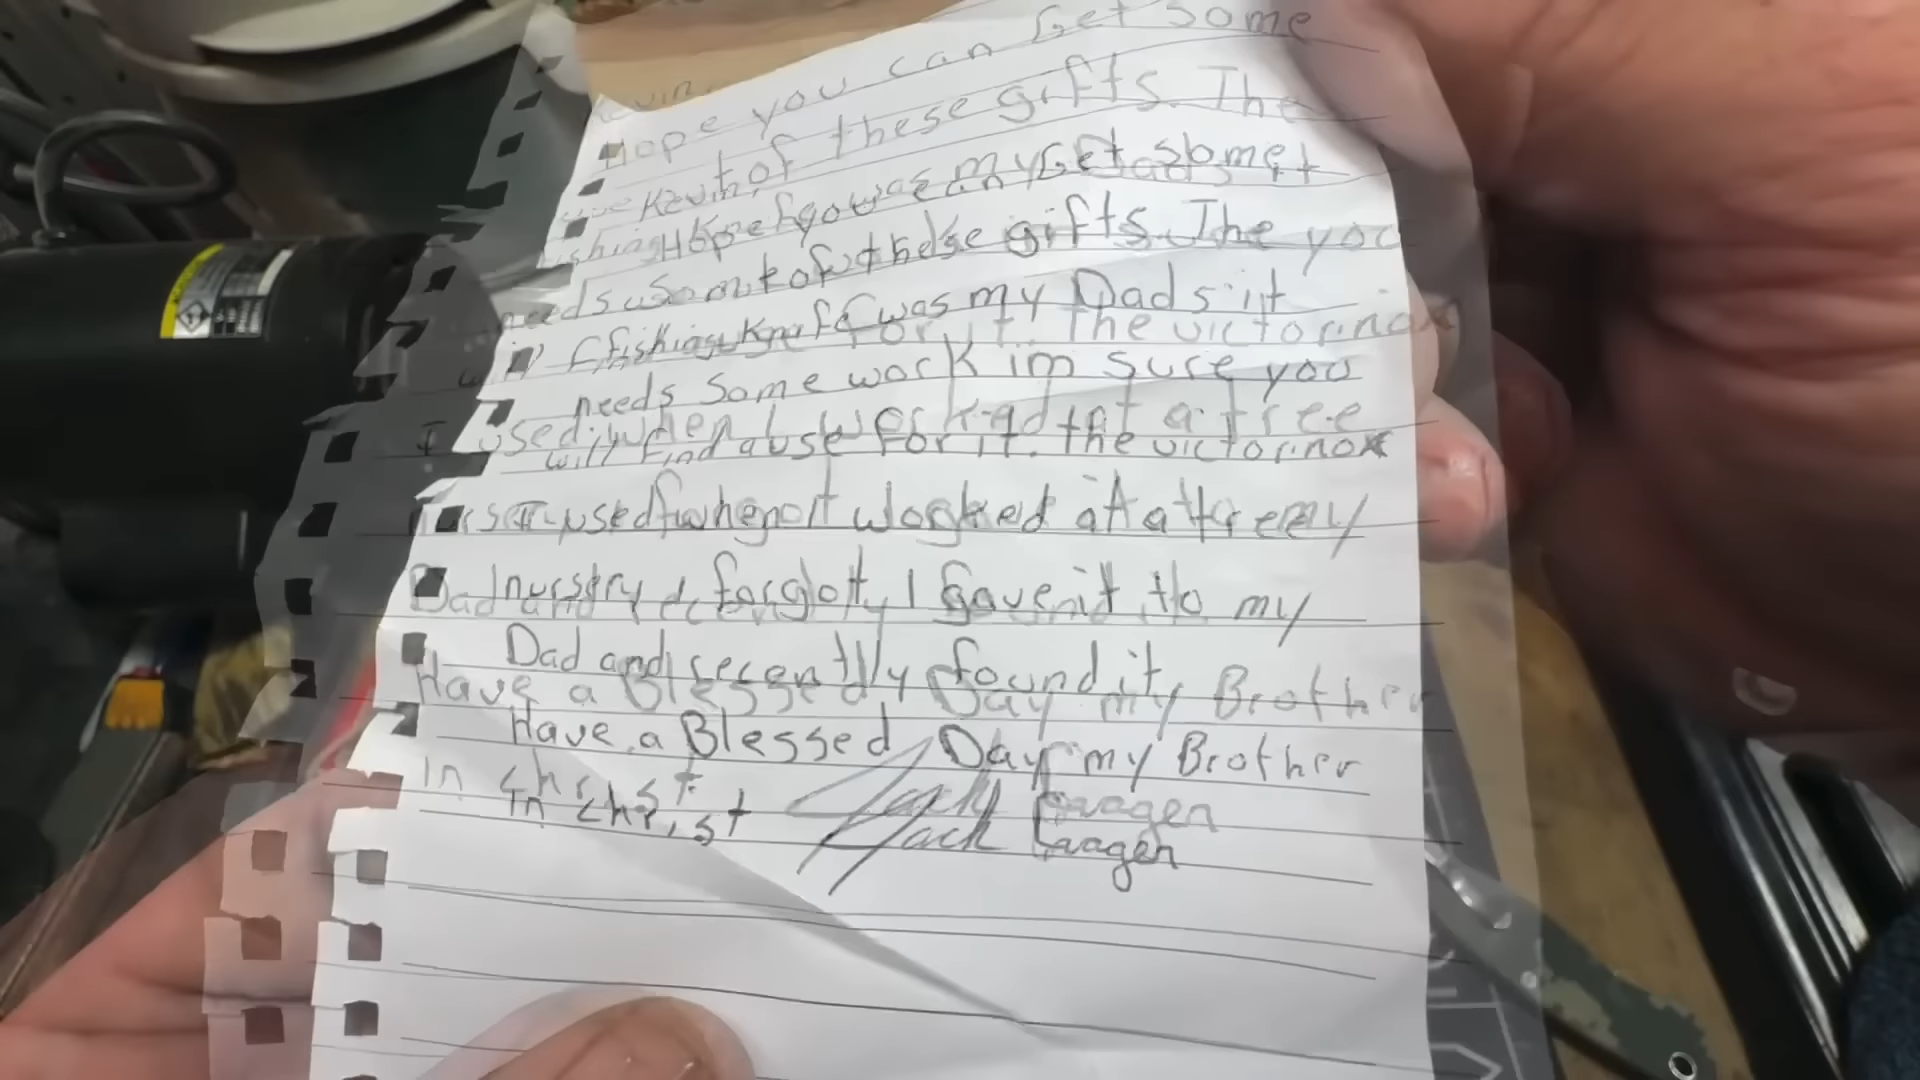 Kevin,
Hope you can Get some
use out of these gifts. The
fishing knife was my Dads it
needs some work im sure you
will find a use for it. The victorinox
I used when I worked at a tree
nursery I forgot I gave it to my
Dad and recently found it
Have a Blessed Day my Brother
in christ Jack